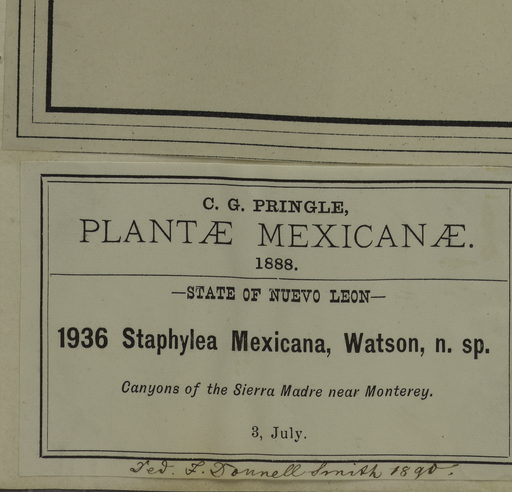 C. G. PRINGLE,
PLANTÆ MEXICANÆ.
1888.
—STATE OF NUEVO LEON—
1936 Staphylea Mexicana, Watson, n. sp.
Canyons of the Sierra Madre near Monterey.
3, July.
Ded. J. Donnell Smith 1890.